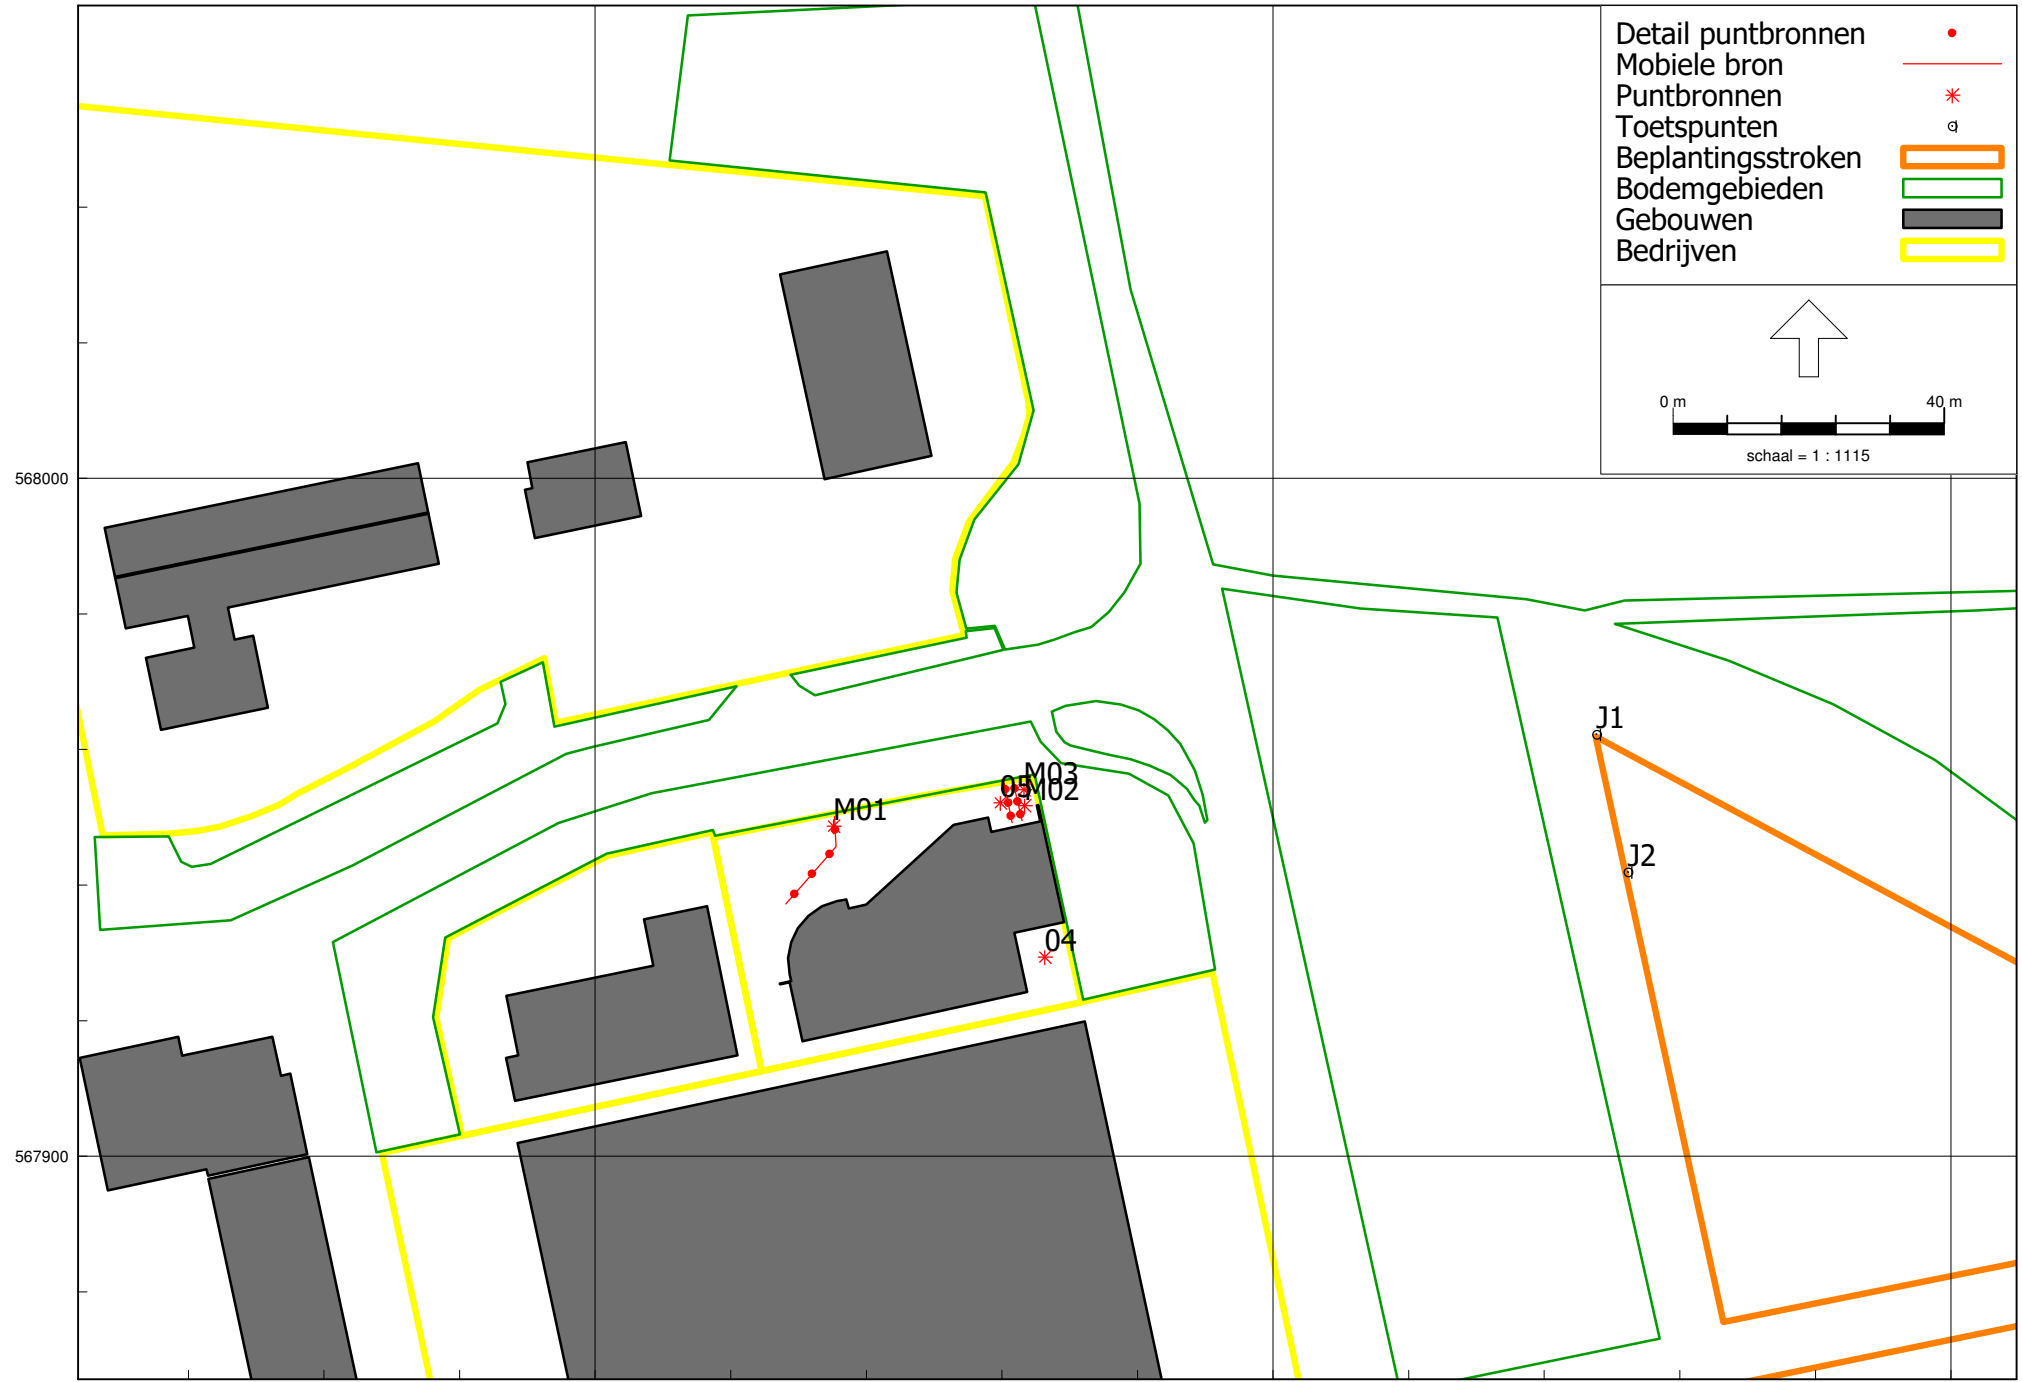 Detail puntbronnen
Mobiele bron
Puntbronnen
Toetspunten
Beplantingsstroken
Bodemgebieden
Gebouwen
Bedrijven
0 m 40 m
schaal = 1 : 1115
568000
J1
M03
05 M02
M01
J2
04
567900